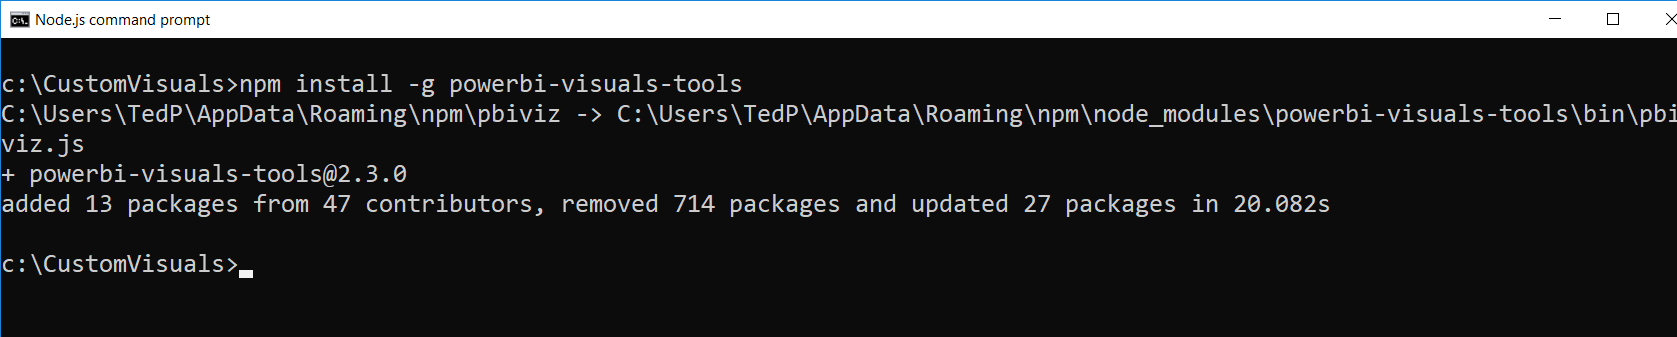 Node.js command prompt
c:\CustomVisuals>npm install -g powerbi-visuals-tools
C:\Users\TedP\AppData\Roaming\npm\pbiviz -> C:\Users\TedP\AppData\Roaming\npm\node_modules\powerbi-visuals-tools\bin\pbi
viz.js
+ powerbi-visuals-tools@2.3.0
added 13 packages from 47 contributors, removed 714 packages and updated 27 packages in 20.082s
c:\CustomVisuals>